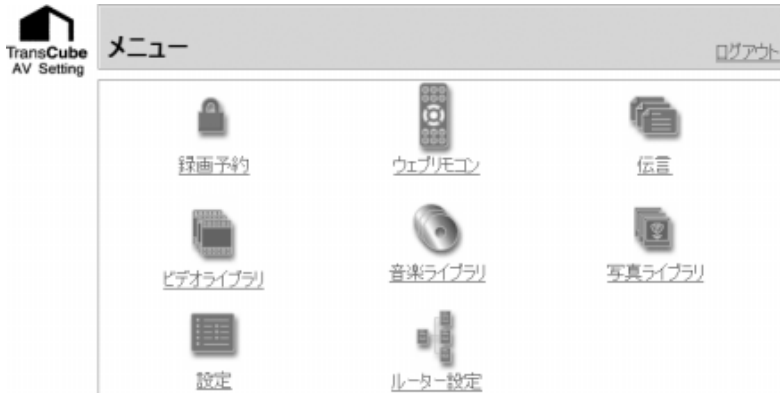 TransCube
AV Setting
メニュー
ログアウト
録画予約
ウェブリモコン
伝言
ビデオライブラリ
音楽ライブラリ
写真ライブラリ
設定
ルーター設定